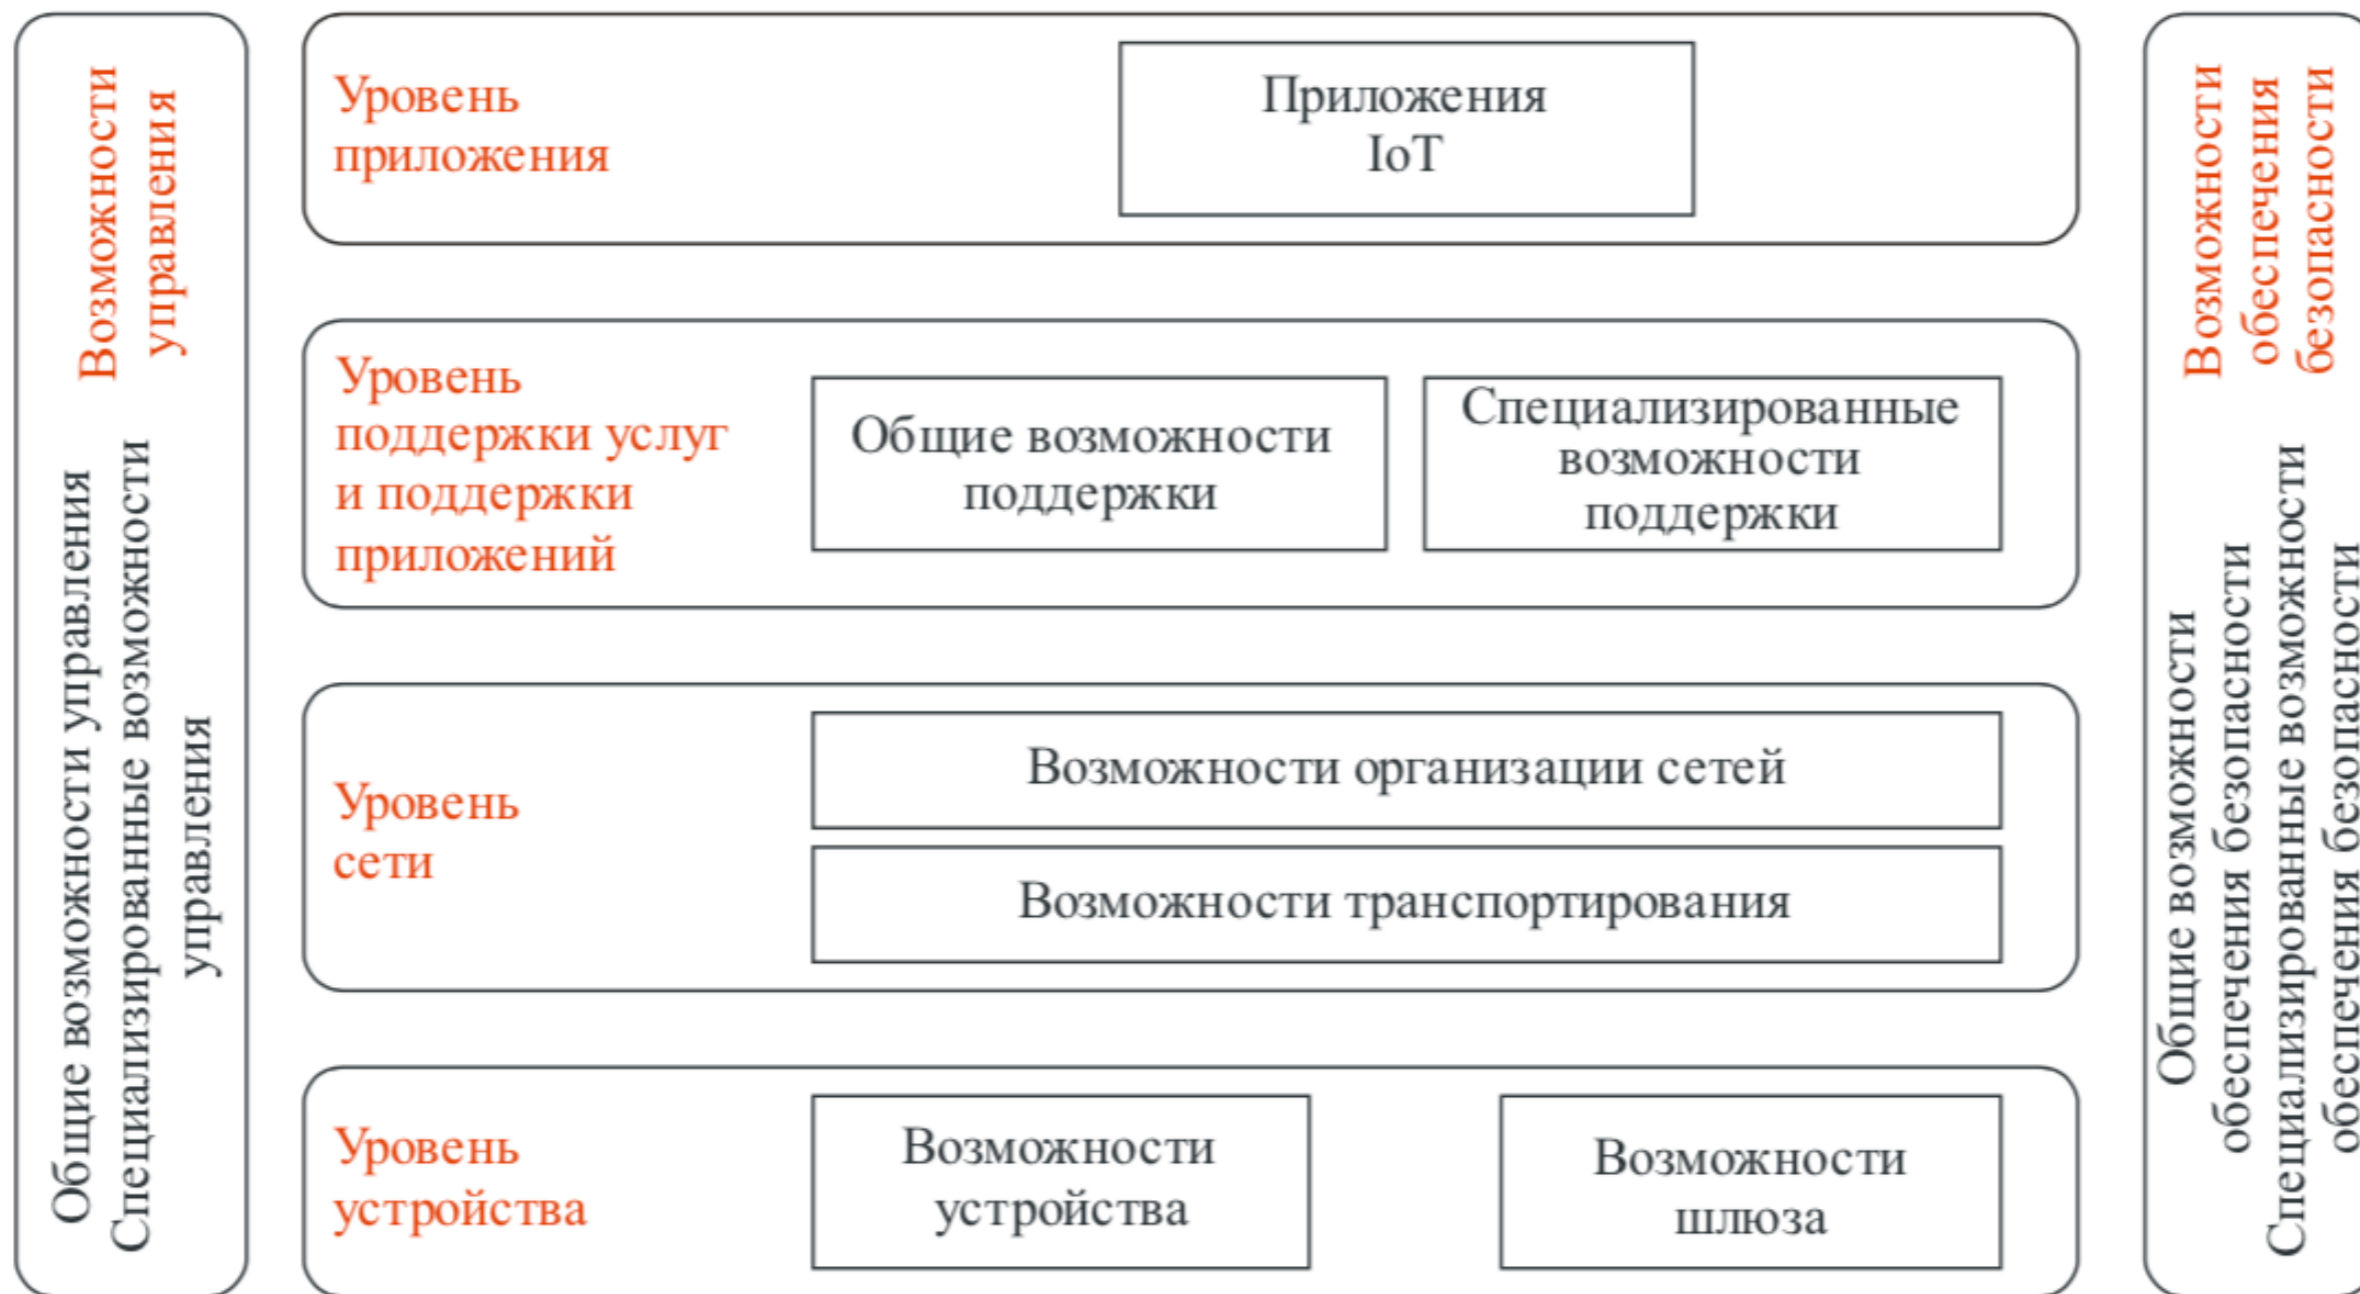 Возможности
управления
Общие возможности управления
Специализированные возможности
управления
Уровень
приложения
Приложения
IoT
Уровень
поддержки услуг
и поддержки
приложений
Общие возможности
поддержки
Специализированные
возможности
поддержки
Уровень
сети
Возможности организации сетей
Возможности транспортирования
Уровень
устройства
Возможности
устройства
Возможности
шлюза
Возможности
обеспечения
безопасности
Общие возможности
обеспечения безопасности
Специализированные возможности
обеспечения безопасности